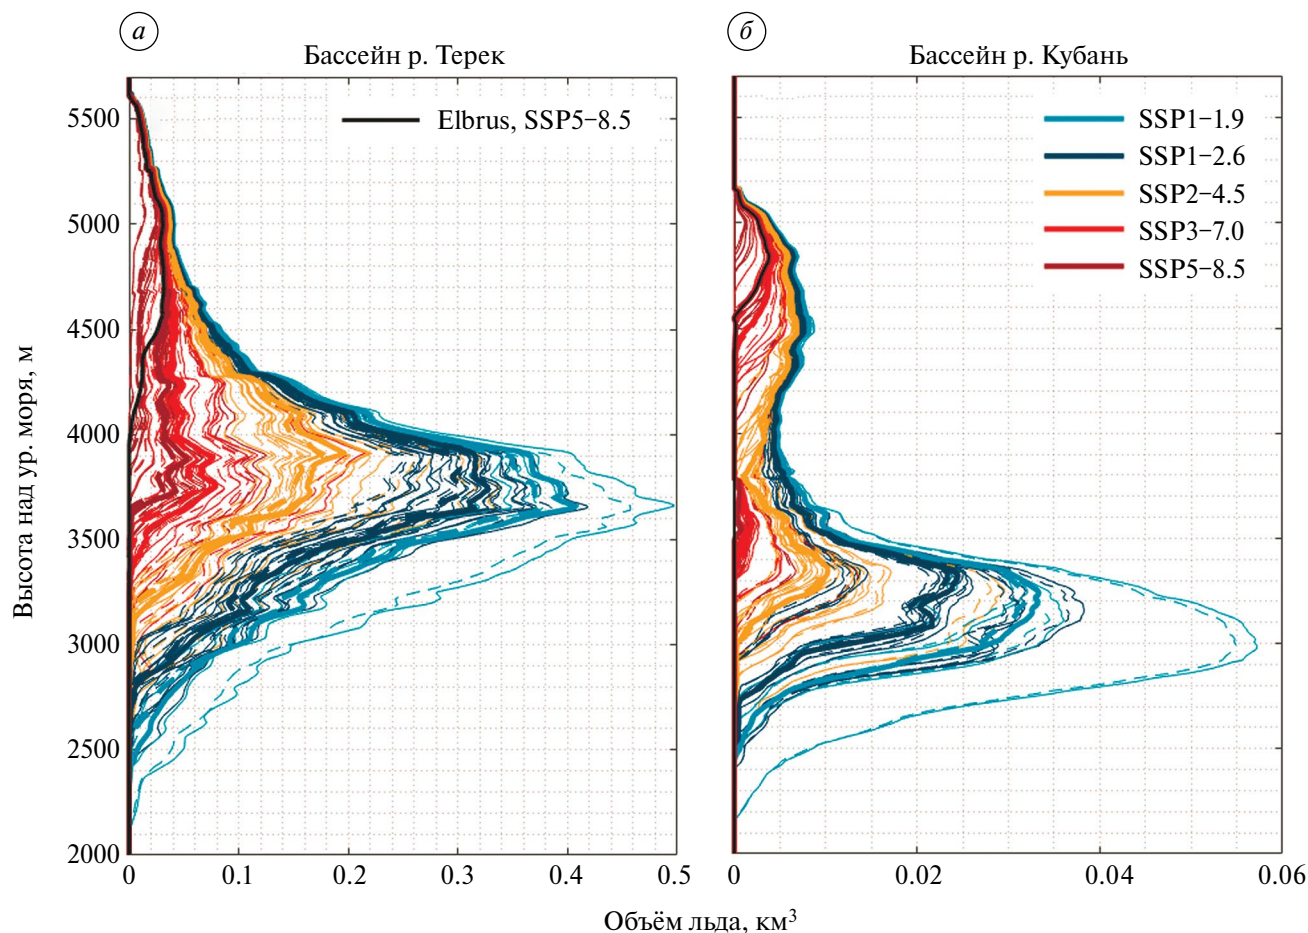 а
Бассейн р. Терек
Elbrus, SSP5−8.5
5500
5000
4500
4000
3500
3000
2500
2000
Высота над ур. моря, м
0
0.1
0.2
0.3
0.4
0.5
б
Бассейн р. Кубань
SSP1−1.9
SSP1−2.6
SSP2−4.5
SSP3−7.0
SSP5−8.5
0
0.02
0.04
0.06
Объём льда, км³